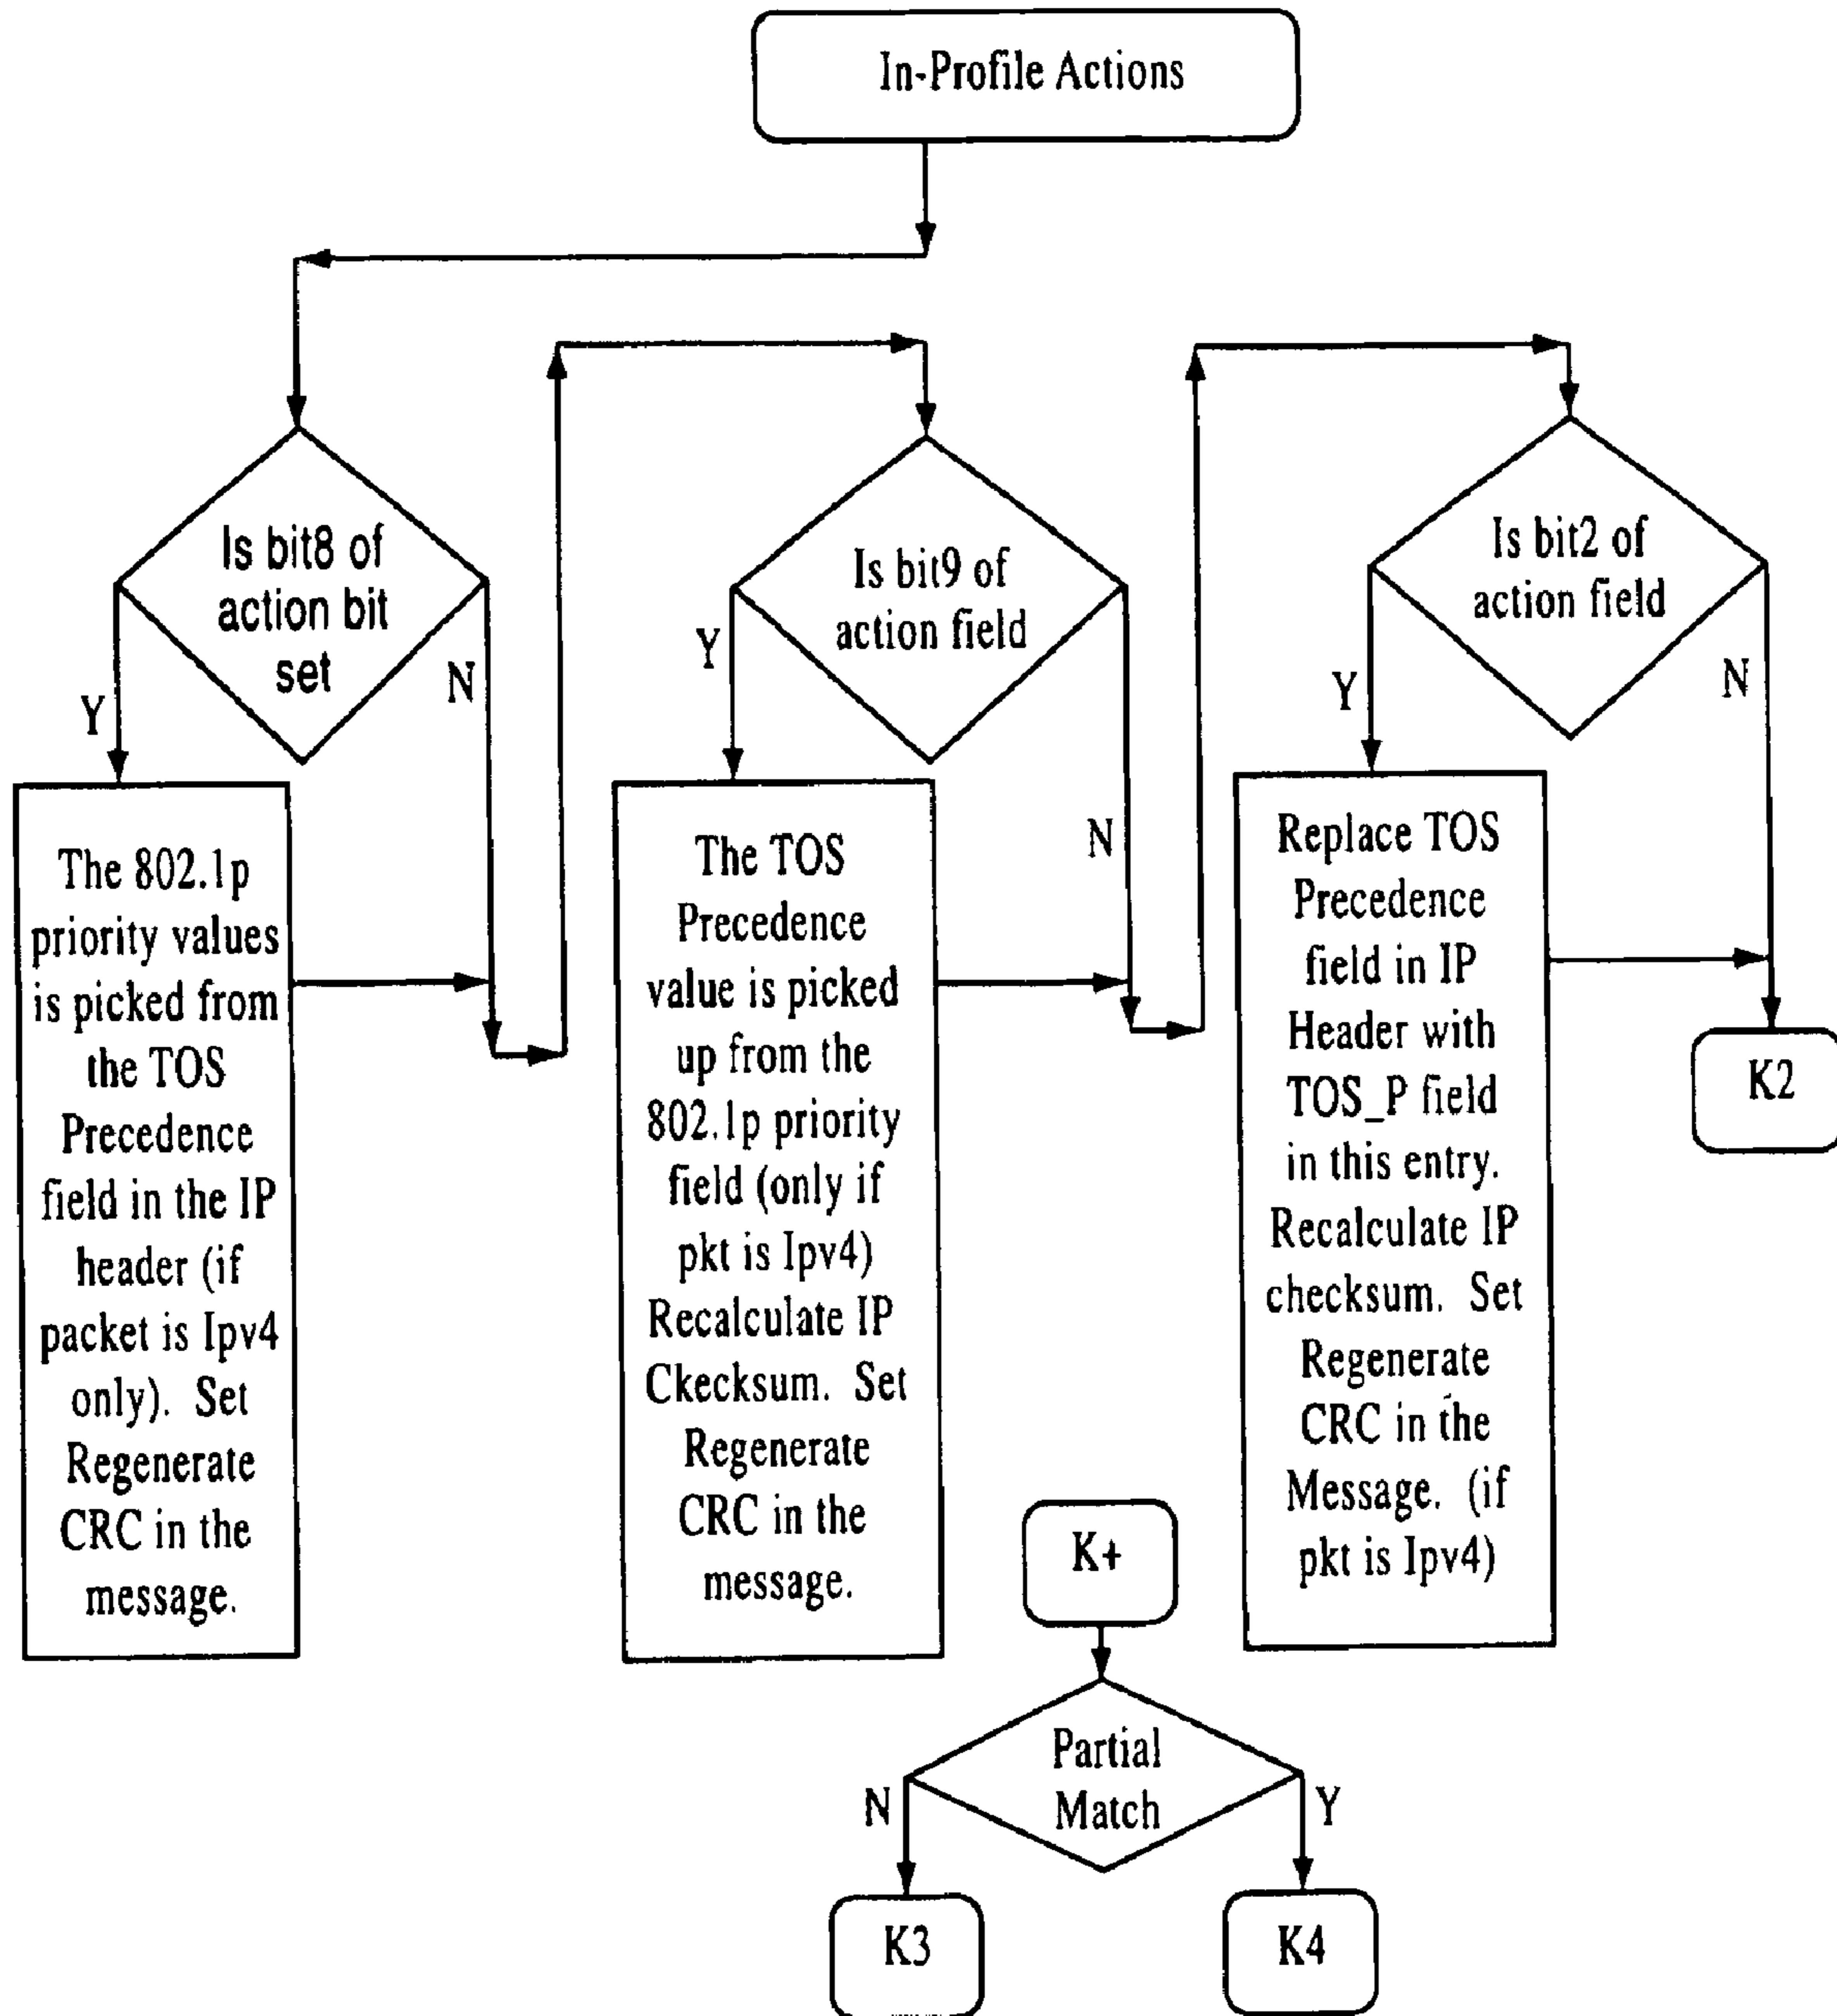 In-Profile Actions
Is bit8 of
action bit
set
Y
N
The 802.1p
priority values
is picked from
the TOS
Precedence
field in the IP
header (if
packet is Ipv4
only).  Set
Regenerate
CRC in the
message.
Is bit9 of
action field
Y
N
The TOS
Precedence
value is picked
up from the
802.1p priority
field (only if
pkt is Ipv4)
Recalculate IP
Ckecksum.  Set
Regenerate
CRC in the
message.
Is bit2 of
action field
Y
N
Replace TOS
Precedence
field in IP
Header with
TOS_P field
in this entry.
Recalculate IP
checksum.  Set
Regenerate
CRC in the
Message.  (if
pkt is Ipv4)
K2
K+
Partial
Match
N
Y
K3
K4